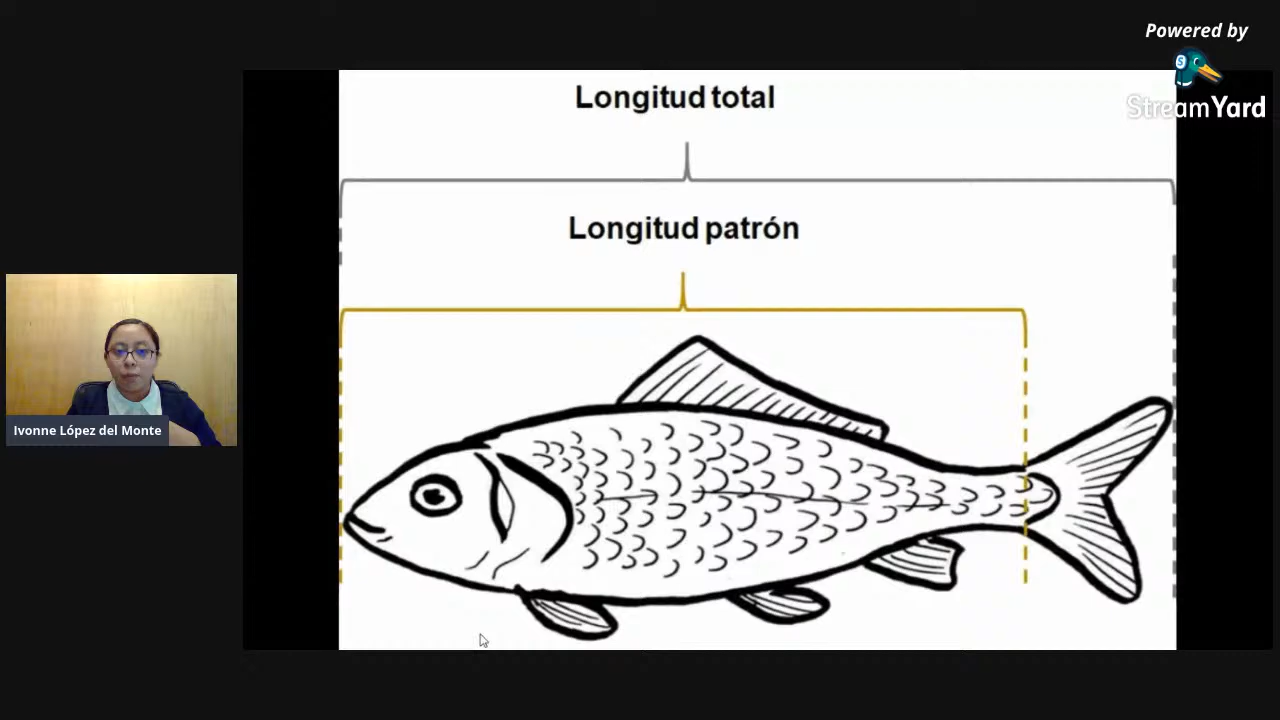 Powered by
StreamYard
Longitud total
Longitud patrón
Ivonne López del Monte